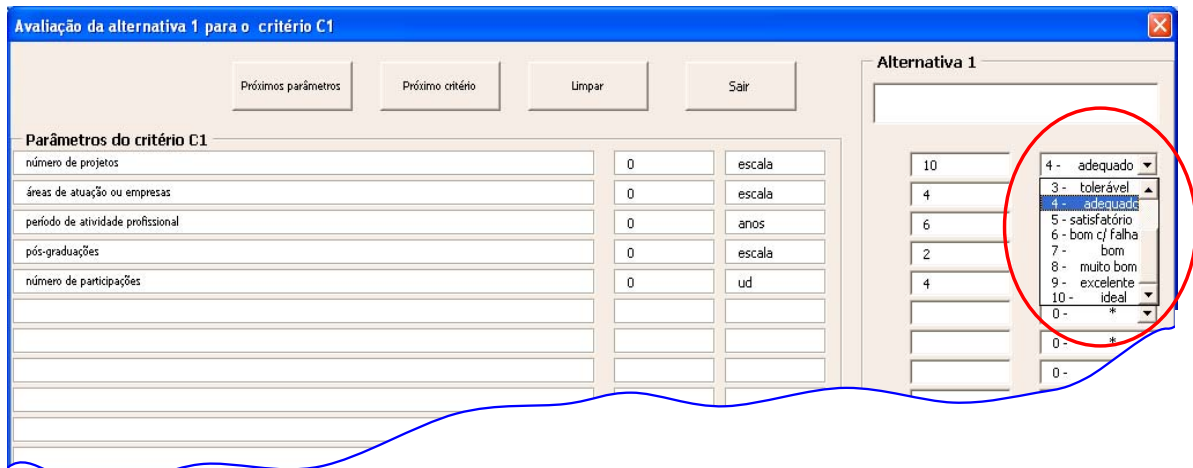 Avaliação da alternativa 1 para o critério C1
Próximos parâmetros Próximo critério Limpar Sair
Alternativa 1
Parâmetros do critério C1
número de projetos 0 escala 10 4 - adequado
áreas de atuação ou empresas 0 escala 4 3 - tolerável
4 - adequado
período de atividade profissional 0 anos 6 5 - satisfatório
6 - bom c/ falha
pós-graduações 0 escala 2 7 - bom
8 - muito bom
número de participações 0 ud 4 9 - excelente
10 - ideal
0 - *
0 - *
0 -